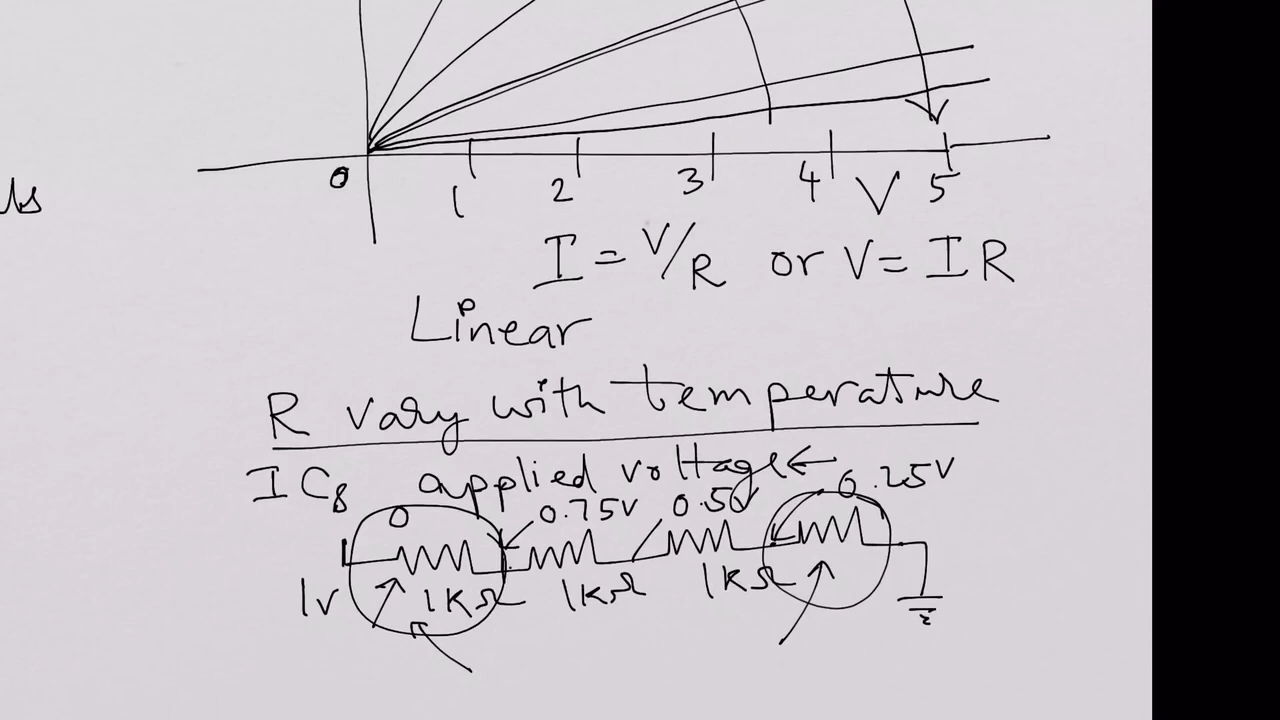 0 1 2 3 4 V 5
I = V/R or V = IR
Linear
R vary with temperature
ICs applied voltage ←
0 0.75V 0.5V 0.25V
1V 1KΩ 1KΩ 1KΩ